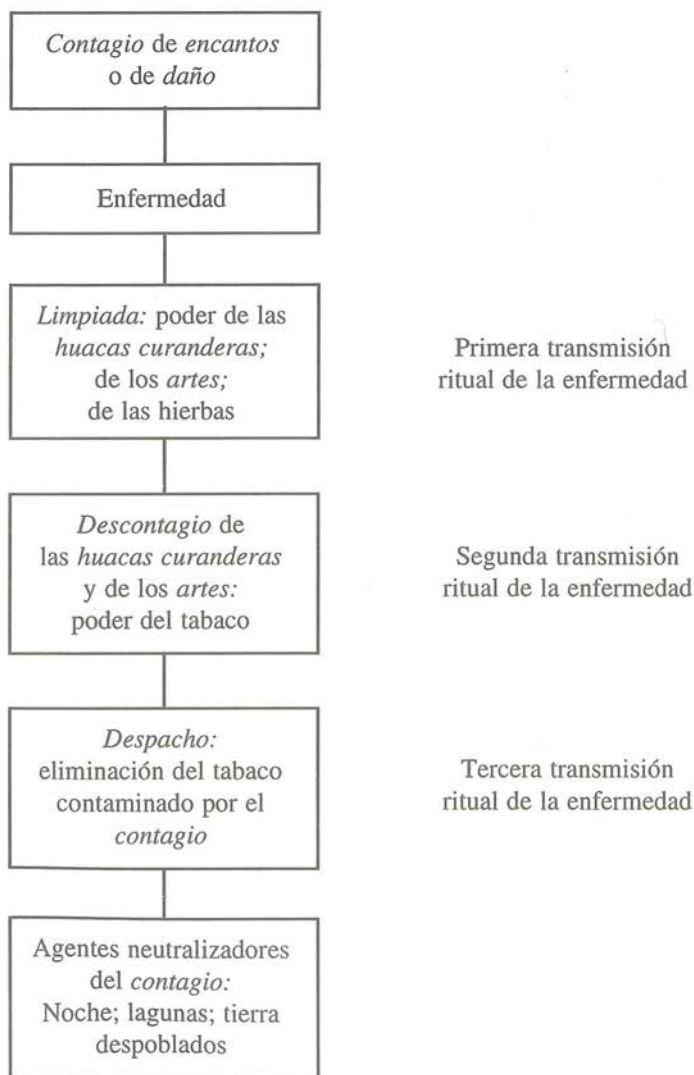 Contagio de encantos
o de daño
Enfermedad
Limpiada: poder de las
huacas curanderas;
de los artes;
de las hierbas
Primera transmisión
ritual de la enfermedad
Descontagio de
las huacas curanderas
y de los artes:
poder del tabaco
Segunda transmisión
ritual de la enfermedad
Despacho:
eliminación del tabaco
contaminado por el
contagio
Tercera transmisión
ritual de la enfermedad
Agentes neutralizadores
del contagio:
Noche; lagunas; tierra
despoblados